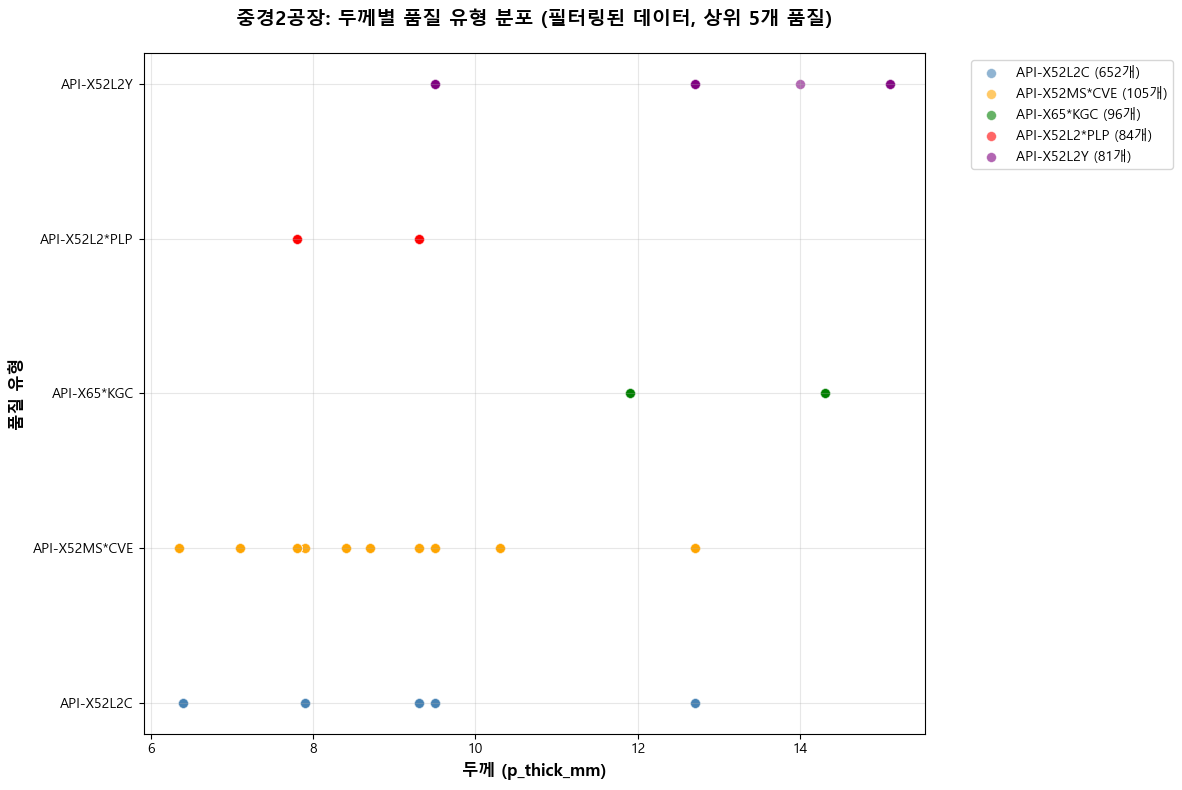 중경2공장: 두께별 품질 유형 분포 (필터링된 데이터, 상위 5개 품질)
API-X52L2C (652개)
API-X52MS*CVE (105개)
API-X65*KGC (96개)
API-X52L2*PLP (84개)
API-X52L2Y (81개)
품질 유형
API-X52L2Y
API-X52L2*PLP
API-X65*KGC
API-X52MS*CVE
API-X52L2C
6 8 10 12 14
두께 (p_thick_mm)